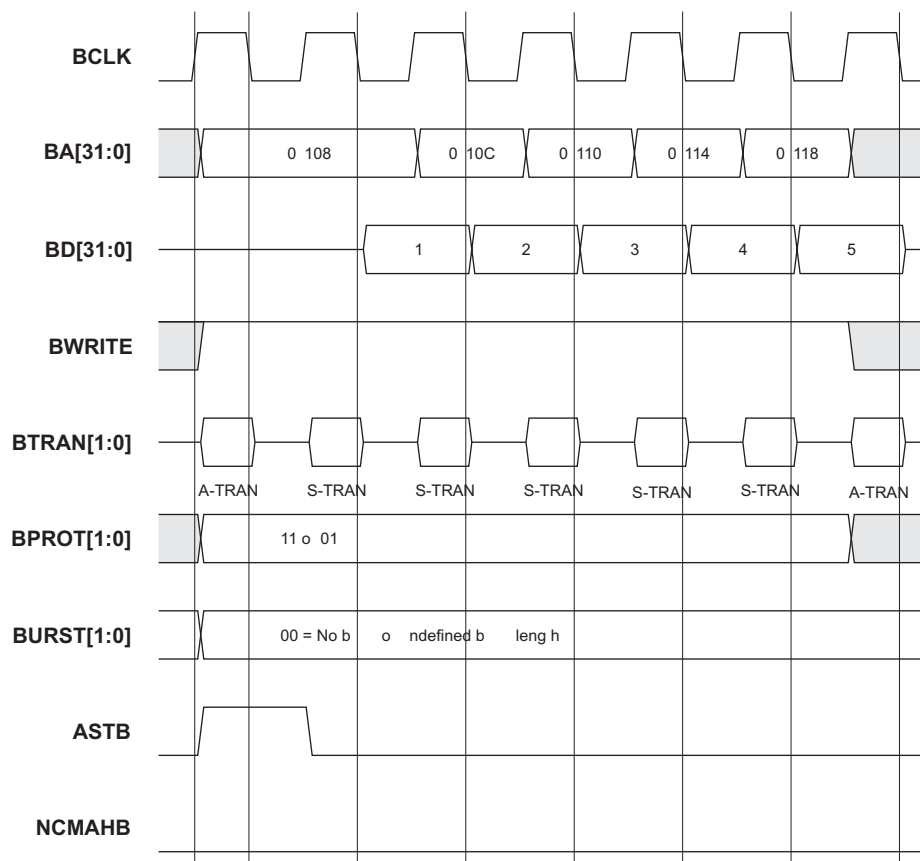 BCLK
BA[31:0] 0 108 0 10C 0 110 0 114 0 118
BD[31:0] 1 2 3 4 5
BWRITE
BTRAN[1:0]
A-TRAN S-TRAN S-TRAN S-TRAN S-TRAN S-TRAN A-TRAN
BPROT[1:0] 11 o 01
BURST[1:0] 00 = No b o ndefined b leng h
ASTB
NCMAHB